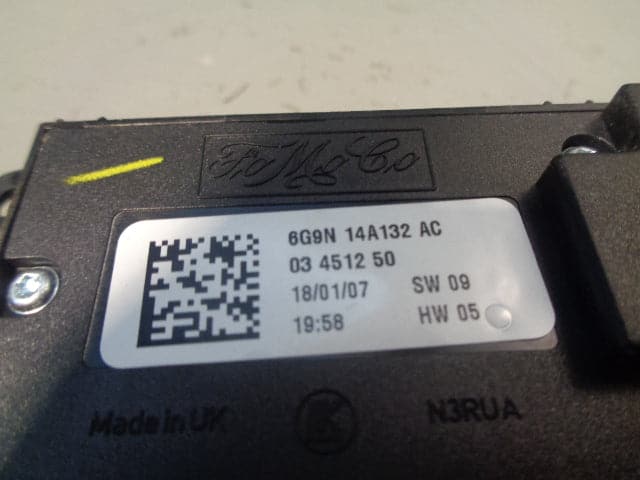 FoMoCo
6G9N 14A132 AC
03 4512 50
18/01/07 SW 09
19:58 HW 05
Made in UK K N3RUA